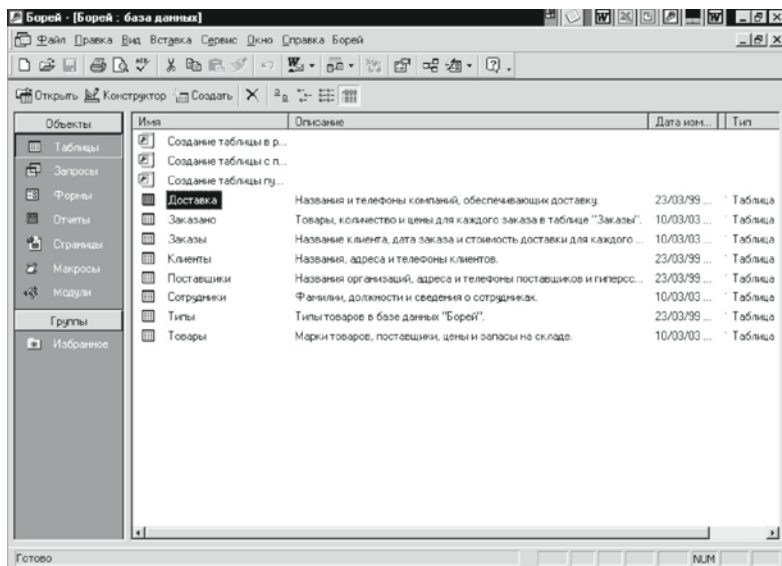 Борей - [Борей : база данных]
Файл Правка Вид Вставка Сервис Окно Справка Борей
Открыть Конструктор Создать
Объекты
Таблицы
Запросы
Формы
Отчеты
Страницы
Макросы
Модули
Группы
Избранное
Имя Описание Дата изм... Тип
Создание таблицы в р...
Создание таблицы с п...
Создание таблицы пу...
Доставка Названия и телефоны компаний, обеспечивающих доставку. 23/03/99 ... Таблица
Заказано Товары, количество и цены для каждого заказа в таблице "Заказы". 10/03/03 ... Таблица
Заказы Название клиента, дата заказа и стоимость доставки для каждого ... 10/03/03 ... Таблица
Клиенты Названия, адреса и телефоны клиентов. 23/03/99 ... Таблица
Поставщики Названия организаций, адреса и телефоны поставщиков и гиперсс... 23/03/99 ... Таблица
Сотрудники Фамилии, должности и сведения о сотрудниках. 10/03/03 ... Таблица
Типы Типы товаров в базе данных "Борей". 23/03/99 ... Таблица
Товары Марки товаров, поставщики, цены и запасы на складе. 10/03/03 ... Таблица
Готово NUM